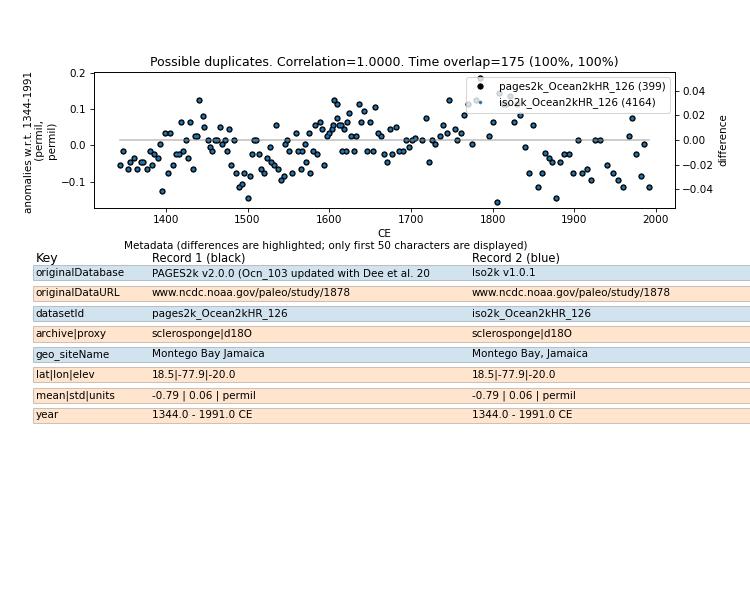 Possible duplicates. Correlation=1.0000. Time overlap=175 (100%, 100%)
anomalies w.r.t. 1344-1991
(permil,
permil)
0.2
0.1
0.0
−0.1
pages2k_Ocean2kHR_126 (399)
iso2k_Ocean2kHR_126 (4164)
0.04
0.02
0.00
−0.02
−0.04
difference
1400 1500 1600 1700 1800 1900 2000
CE
Metadata (differences are highlighted; only first 50 characters are displayed)
Key Record 1 (black) Record 2 (blue)
originalDatabase PAGES2k v2.0.0 (Ocn_103 updated with Dee et al. 20 Iso2k v1.0.1
originalDataURL www.ncdc.noaa.gov/paleo/study/1878 www.ncdc.noaa.gov/paleo/study/1878
datasetId pages2k_Ocean2kHR_126 iso2k_Ocean2kHR_126
archive|proxy sclerosponge|d18O sclerosponge|d18O
geo_siteName Montego Bay Jamaica Montego Bay, Jamaica
lat|lon|elev 18.5|-77.9|-20.0 18.5|-77.9|-20.0
mean|std|units -0.79 | 0.06 | permil -0.79 | 0.06 | permil
year 1344.0 - 1991.0 CE 1344.0 - 1991.0 CE